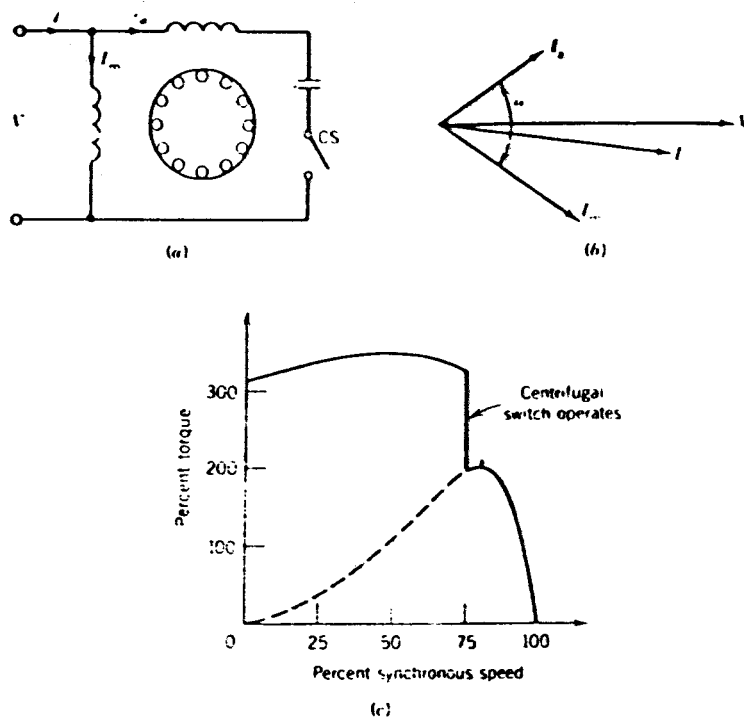 I
I_a
I_m
V
CS
(a)
I_a
α
V
I
I_m
(b)
300
200
100
0
25
50
75
100
Percent torque
Centrifugal
switch operates
Percent synchronous speed
(c)